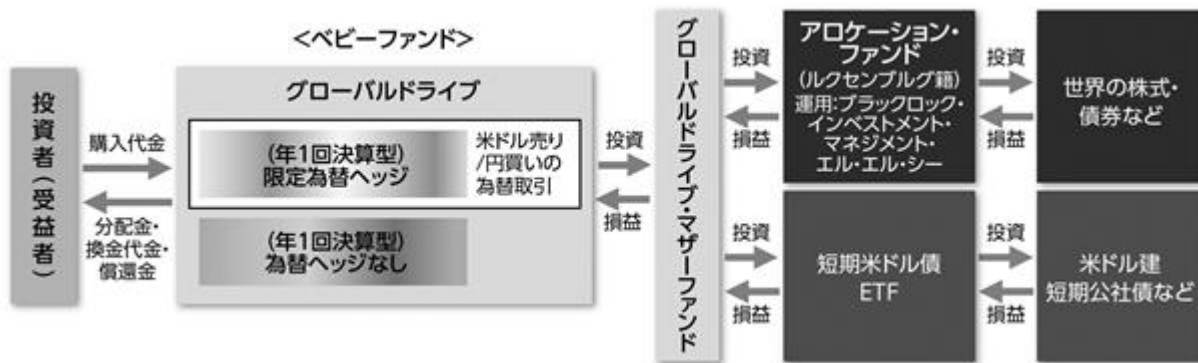 <ベビーファンド>
投資者(受益者)
購入代金
分配金・
換金代金・
償還金
グローバルドライブ
(年1回決算型)
限定為替ヘッジ
米ドル売り
/円買いの
為替取引
(年1回決算型)
為替ヘッジなし
投資
損益
グローバルドライブ・マザーファンド
投資
損益
アロケーション・
ファンド
(ルクセンブルグ籍)
運用:ブラックロック・
インベストメント・
マネジメント・
エル・エル・シー
投資
損益
世界の株式・
債券など
投資
損益
短期米ドル債
ETF
投資
損益
米ドル建
短期公社債など